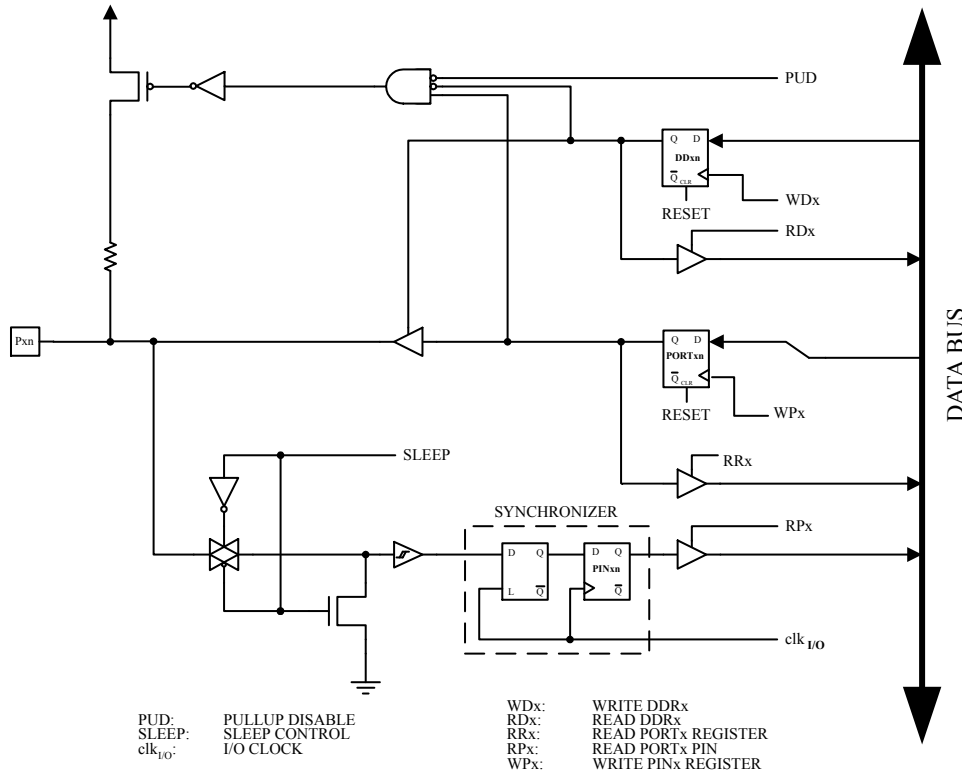 PUD
Q D
DDxn
Q CLR
WDx
RESET
RDx
Pxn
Q D
PORTxn
Q CLR
WPx
RESET
DATA BUS
SLEEP
RRx
SYNCHRONIZER
RPx
D Q
L Q
D Q
PINxn
Q
clk I/O
PUD: PULLUP DISABLE
SLEEP: SLEEP CONTROL
clkI/O: I/O CLOCK
WDx: WRITE DDRx
RDx: READ DDRx
RRx: READ PORTx REGISTER
RPx: READ PORTx PIN
WPx: WRITE PINx REGISTER